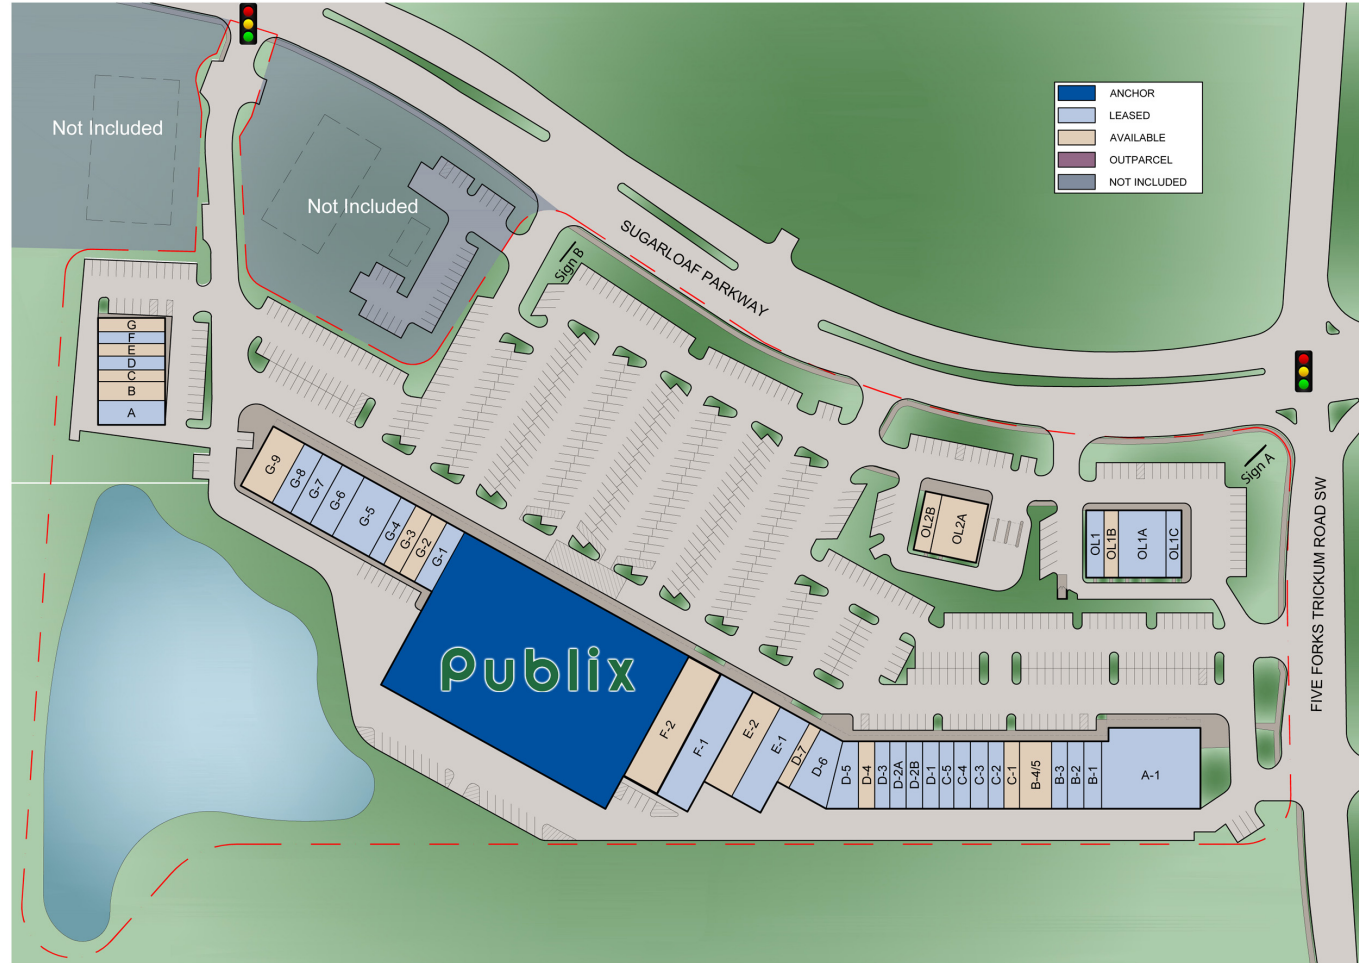 Not Included
Not Included
ANCHOR
LEASED
AVAILABLE
OUTPARCEL
NOT INCLUDED
SUGARLOAF PARKWAY
Sign B
Sign A
FIVE FORKS TRICKUM ROAD SW
G
F
E
D
C
B
A
G-9
G-8
G-7
G-6
G-5
G-4
G-3
G-2
G-1
Publix
OL2B
OL2A
OL1
OL1B
OL1A
OL1C
F-2
F-1
E-2
E-1
D-7
D-6
D-5
D-4
D-3
D-2A
D-2B
D-1
C-5
C-4
C-3
C-2
C-1
B-4/5
B-3
B-2
B-1
A-1